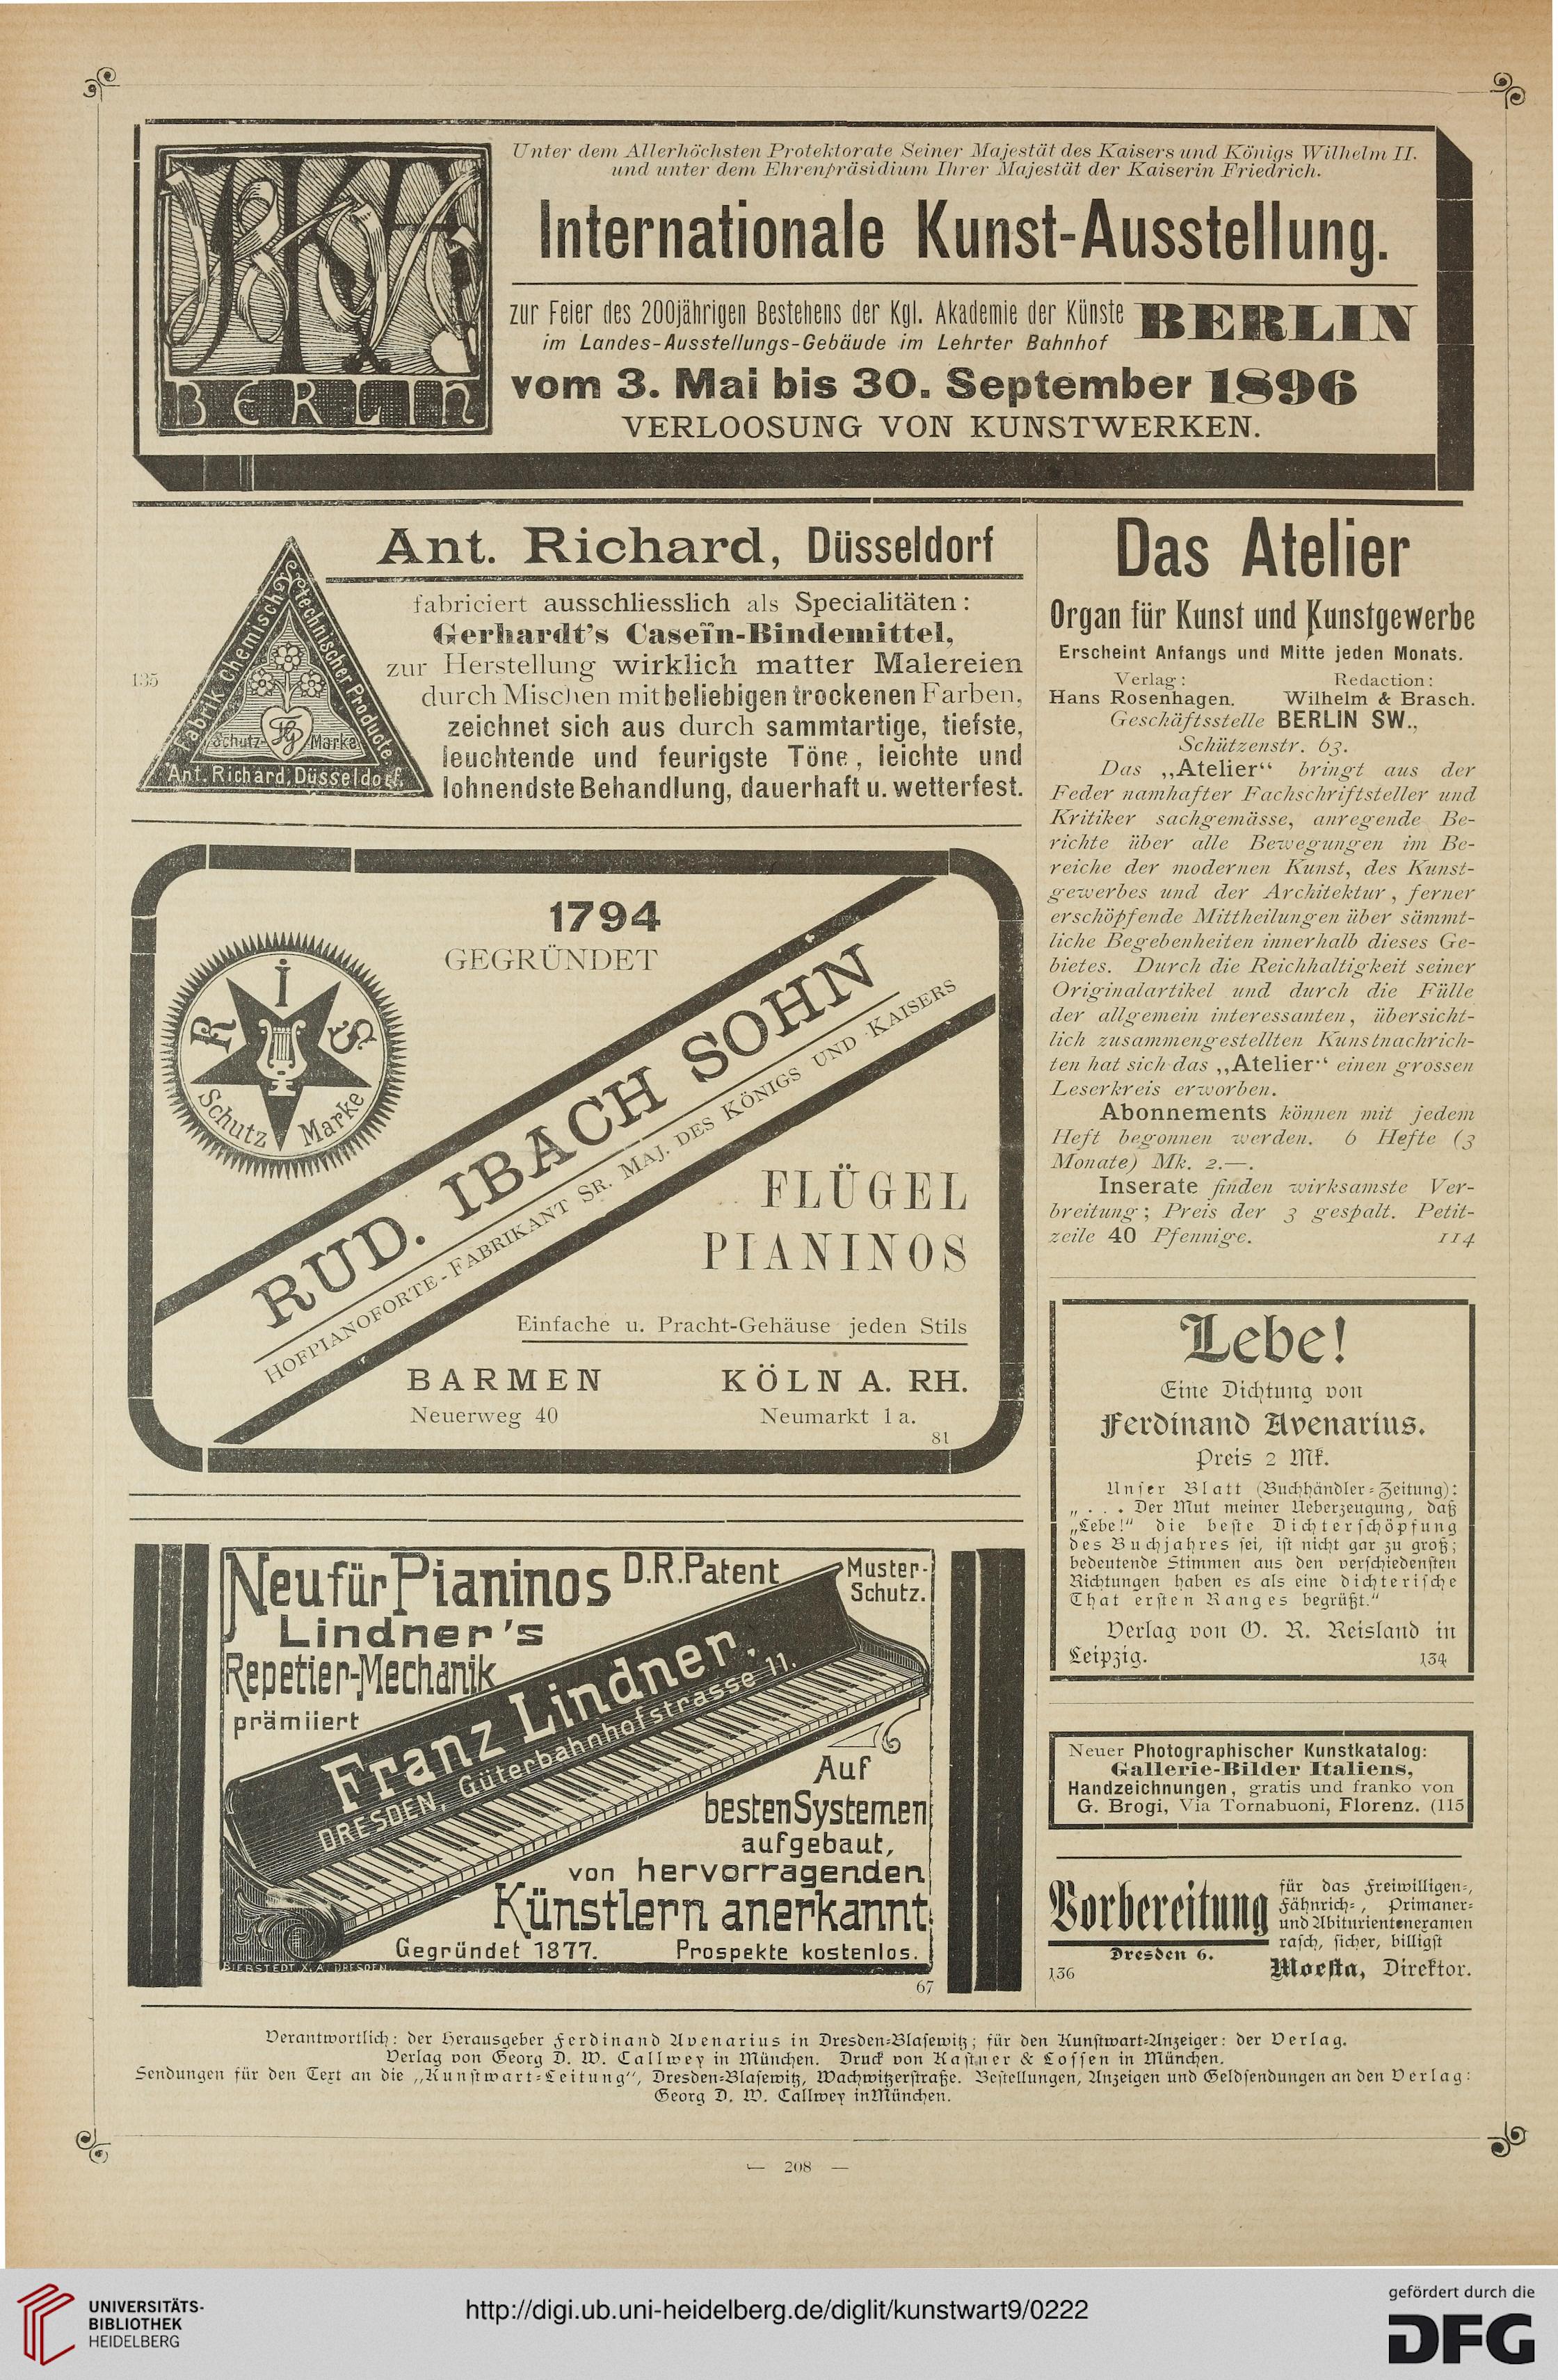 Unter dem Allerhöchsten Protektorate Seiner Majestät des Kaisers und Königs Wilhelm II.
und unter dem Ehrenpräsidium Ihrer Majestät der Kaiserin Friedrich.
Internationale Kunst-Ausstellung.
zur Feier des 200jährigen Bestehens der Kgl. Akademie der Künste BERLIN
im Landes-Ausstellungs-Gebäude im Lehrter Bahnhof
vom 3. Mai bis 30. September 1896
VERLOOSUNG VON KUNSTWERKEN.
BERLIN
Ant. Richard, Düsseldorf
fabriciert ausschliesslich als Specialitäten:
Gerhardt's Caseïn-Bindemittel,
zur Herstellung wirklich matter Malereien
durch Mischen mit beliebigen trockenen Farben,
zeichnet sich aus durch sammtartige, tiefste,
leuchtende und feurigste Töne, leichte und
lohnendste Behandlung, dauerhaft u. wetterfest.
135
Fabrik Chemisch-technischer Producte
Schutz-Marke
Ant. Richard, Düsseldorf.
1794
GEGRÜNDET
RIS
Schutz Marke
RUD. IBACH SOHN
HOFPIANOFORTE-FABRIKANT SR. MAJ. DES KÖNIGS UND KAISERS
FLÜGEL
PIANINOS
Einfache u. Pracht-Gehäuse jeden Stils
BARMEN KÖLN A. RH.
Neuerweg 40 Neumarkt 1a.
81
Neu für Pianinos D.R.Patent Muster-
Schutz.
Lindner's
Repetier-Mechanik
prämiiert
Franz Lindner.
DRESDEN, Güterbahnhofstrasse 11.
Auf
besten Systemen
aufgebaut,
von hervorragenden
Künstlern anerkannt.
Gegründet 1877. Prospekte kostenlos.
BIERSTEDT X.A. DRESDEN.
67
Das Atelier
Organ für Kunst und Kunstgewerbe
Erscheint Anfangs und Mitte jeden Monats.
Verlag: Redaction:
Hans Rosenhagen. Wilhelm & Brasch.
Geschäftsstelle BERLIN SW.,
Schützenstr. 63.
Das „Atelier“ bringt aus der
Feder namhafter Fachschriftsteller und
Kritiker sachgemässe, anregende Be-
richte über alle Bewegungen im Be-
reiche der modernen Kunst, des Kunst-
gewerbes und der Architektur, ferner
erschöpfende Mittheilungen über sämmt-
liche Begebenheiten innerhalb dieses Ge-
bietes. Durch die Reichhaltigkeit seiner
Originalartikel und durch die Fülle
der allgemein interessanten, übersicht-
lich zusammengestellten Kunstnachrich-
ten hat sich das „Atelier“ einen grossen
Leserkreis erworben.
Abonnements können mit jedem
Heft begonnen werden. 6 Hefte (3
Monate) Mk. 2.—.
Inserate finden wirksamste Ver-
breitung; Preis der 3 gespalt. Petit-
zeile 40 Pfennige. 114
Lebe!
Eine Dichtung von
Ferdinand Avenarius.
Preis 2 Mk.
Unser Blatt (Buchhändler-Zeitung):
„. . . Der Mut meiner Ueberzeugung, daß
„Lebe!“ die beste Dichterschöpfung
des Buchjahres sei, ist nicht gar zu groß;
bedeutende Stimmen aus den verschiedensten
Richtungen haben es als eine dichterische
That ersten Ranges begrüßt.“
Verlag von O. R. Reisland in
Leipzig. 134
Neuer Photographischer Kunstkatalog:
Gallerie-Bilder Italiens,
Handzeichnungen, gratis und franko von
G. Brogi, Via Tornabuoni, Florenz. (115
Vorbereitung für das Freiwilligen-,
Fähnrich-, Primaner-
und Abiturientenexamen
rasch, sicher, billigst
Dresden 6.
136 Moesta, Direktor.
Verantwortlich: der Herausgeber Ferdinand Avenarius in Dresden-Blasewitz; für den Kunstwart-Anzeiger: der Verlag.
Verlag von Georg D. W. Callwey in München. Druck von Kastner & Lossen in München.
Sendungen für den Text an die „Kunstwart-Leitung“, Dresden-Blasewitz, Wachwitzerstraße. Bestellungen, Anzeigen und Geldsendungen an den Verlag:
Georg D. W. Callwey in München.
— 208 —
UNIVERSITÄTS-
BIBLIOTHEK
HEIDELBERG
http://digi.ub.uni-heidelberg.de/diglit/kunstwart9/0222
gefördert durch die
DFG